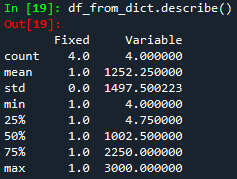 In [19]: df_from_dict.describe()
Out[19]:
Fixed Variable
count 4.0 4.000000
mean 1.0 1252.250000
std 0.0 1497.500223
min 1.0 4.000000
25% 1.0 4.750000
50% 1.0 1002.500000
75% 1.0 2250.000000
max 1.0 3000.000000